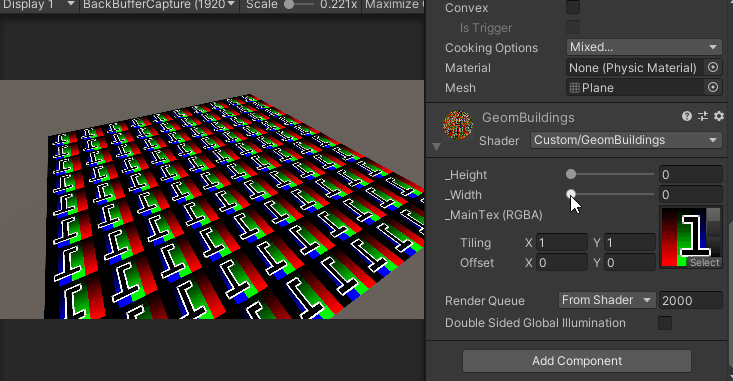 Display 1 BackBufferCapture (1920 Scale 0.221x Maximize
Convex
Is Trigger
Cooking Options Mixed...
Material None (Physic Material)
Mesh Plane
GeomBuildings
Shader Custom/GeomBuildings
_Height 0
_Width 0
_MainTex (RGBA)
Tiling X 1 Y 1
Offset X 0 Y 0
Select
Render Queue From Shader 2000
Double Sided Global Illumination
Add Component